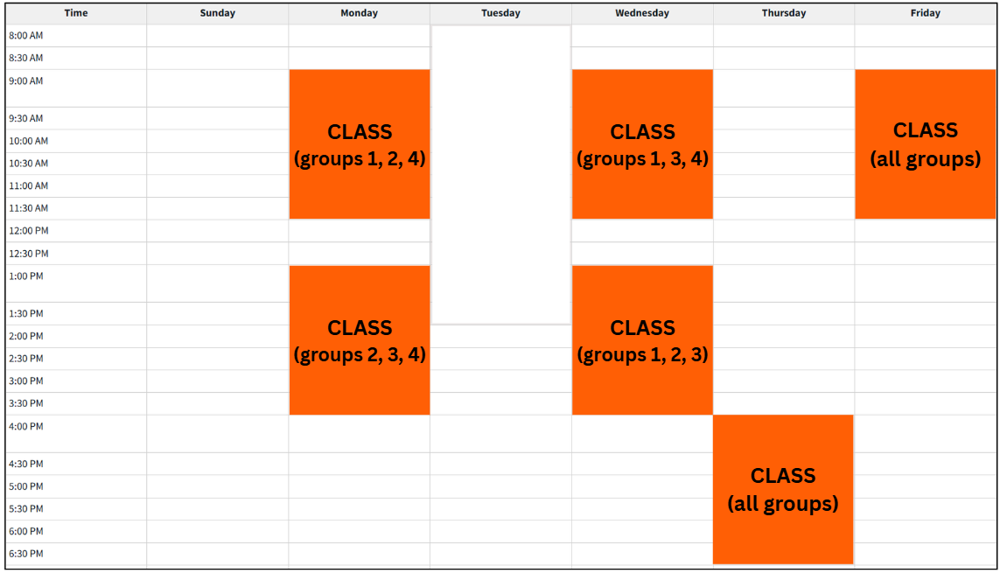 Time Sunday Monday Tuesday Wednesday Thursday Friday
8:00 AM
8:30 AM
9:00 AM
9:30 AM
10:00 AM
10:30 AM
11:00 AM
11:30 AM
12:00 PM
12:30 PM
1:00 PM
1:30 PM
2:00 PM
2:30 PM
3:00 PM
3:30 PM
4:00 PM
4:30 PM
5:00 PM
5:30 PM
6:00 PM
6:30 PM
CLASS
(groups 1, 2, 4)
CLASS
(groups 2, 3, 4)
CLASS
(groups 1, 3, 4)
CLASS
(groups 1, 2, 3)
CLASS
(all groups)
CLASS
(all groups)